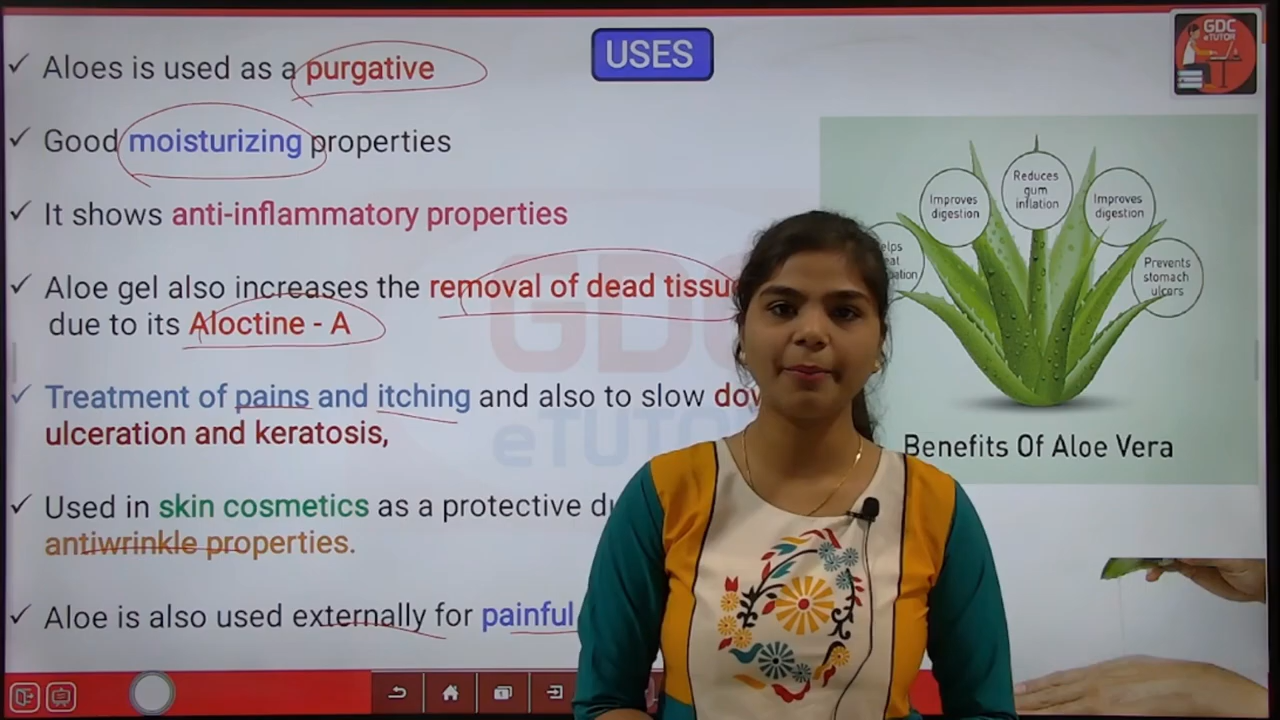 USES
GDC
eTUTOR
✓ Aloes is used as a purgative
✓ Good moisturizing properties
✓ It shows anti-inflammatory properties
✓ Aloe gel also increases the removal of dead
due to its Aloctine - A
✓ Treatment of pains and itching and also to slow
ulceration and keratosis,
✓ Used in skin cosmetics as a protective
antiwrinkle properties.
✓ Aloe is also used externally for painful
Improves
digestion
Reduces
gum
inflation
Improves
digestion
Prevents
stomach
ulcers
Benefits Of Aloe Vera